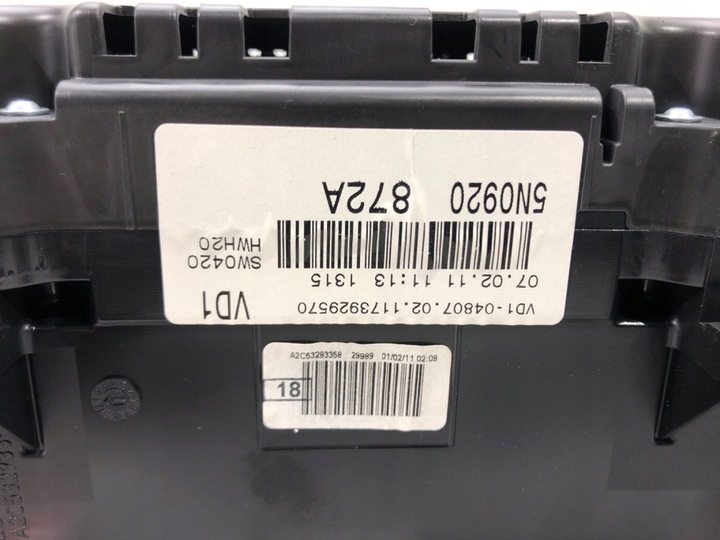 VD1-04807.02.1173929570
VD1
07.02.11 11:13 1315
SW0420
HWH20
5N0920 872A
A2C53293358 29989 01/02/11 02:09
18